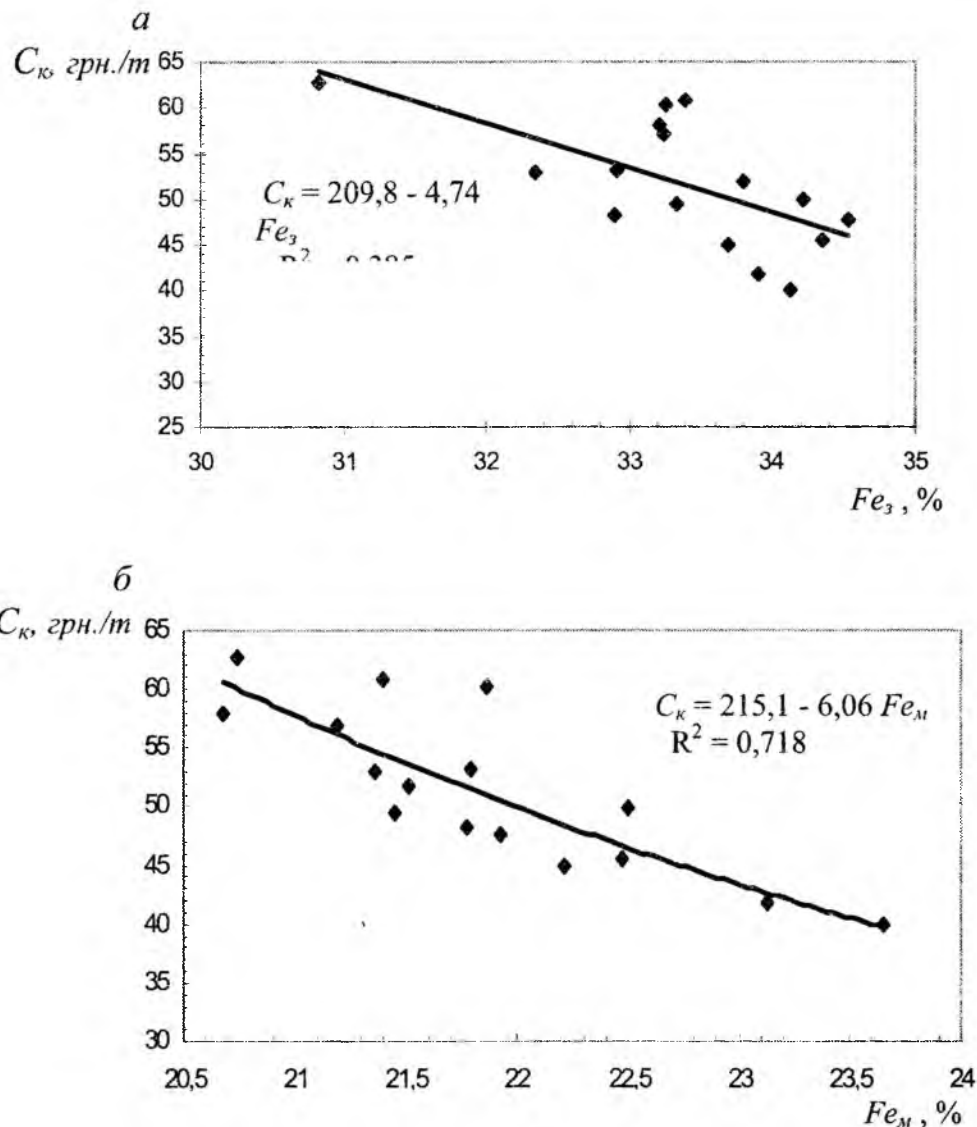 а
Cк, грн./т
65
60
55
50
45
40
35
30
25
Cк = 209,8 - 4,74
Feз
30 31 32 33 34 35
Feз , %
б
Cк, грн./т
65
60
55
50
45
40
35
30
Cк = 215,1 - 6,06 Feм
R² = 0,718
20,5 21 21,5 22 22,5 23 23,5 24
Feм , %